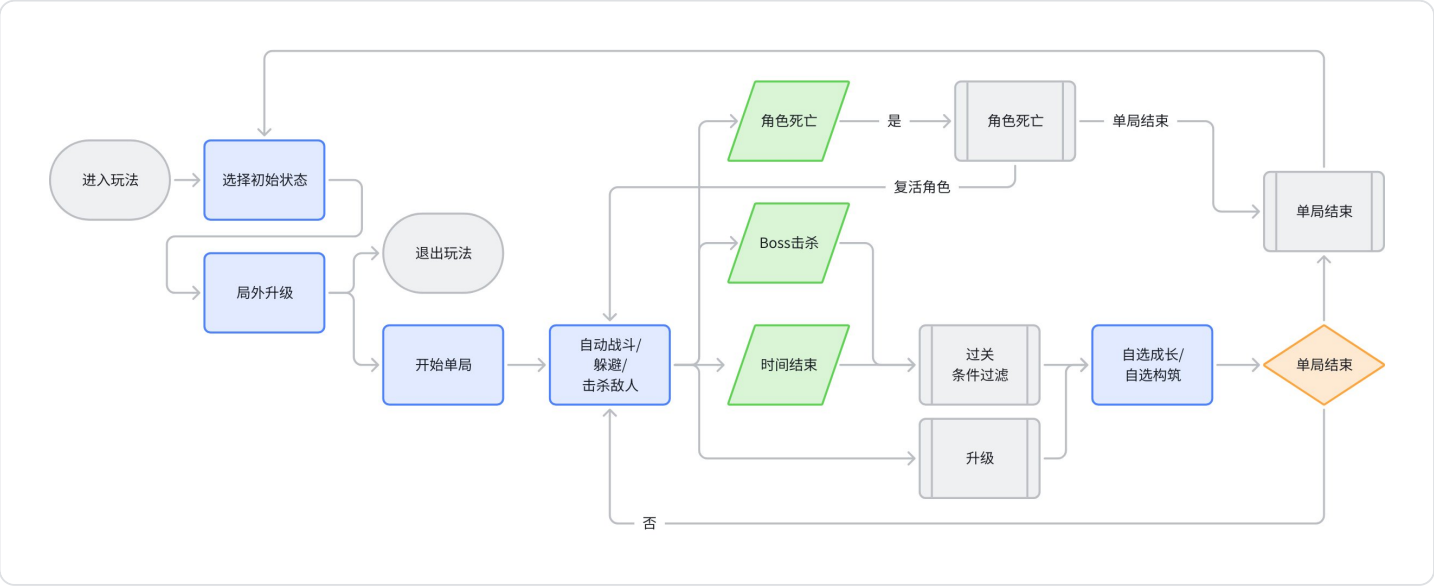 角色死亡
是
角色死亡
单局结束
进入玩法
选择初始状态
复活角色
单局结束
退出玩法
Boss击杀
局外升级
开始单局
自动战斗/
躲避/
击杀敌人
时间结束
过关
条件过滤
自选成长/
自选构筑
单局结束
升级
否